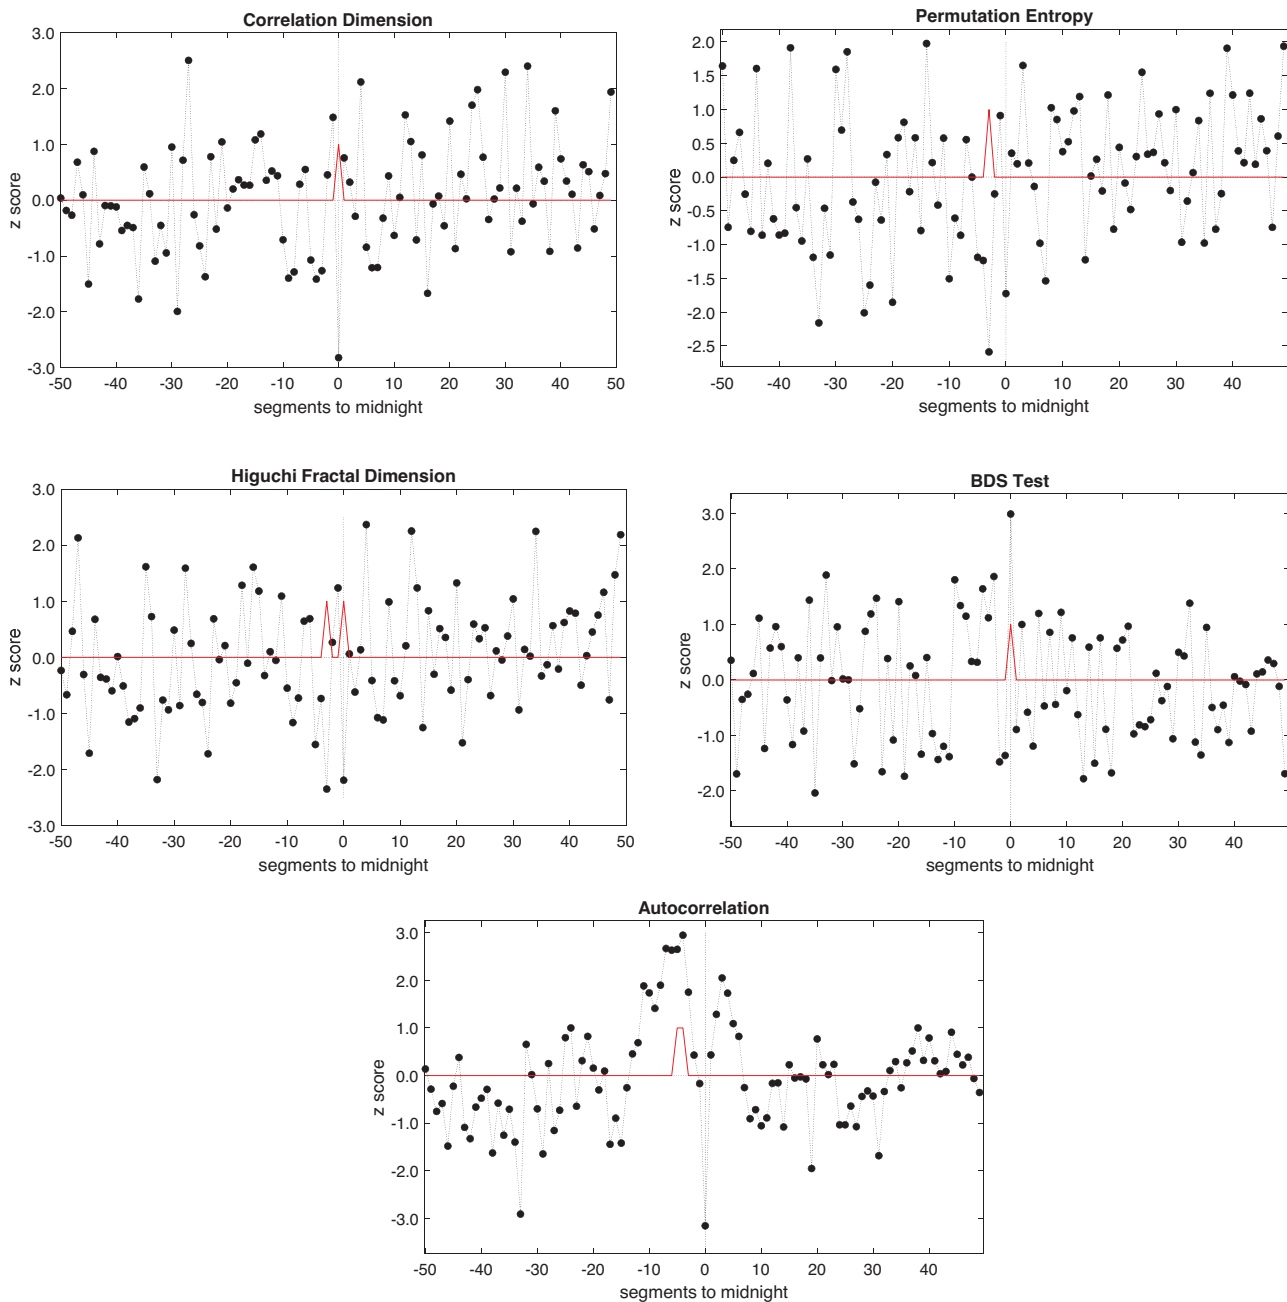 Correlation Dimension
3.0
2.0
1.0
0.0
-1.0
-2.0
-3.0
z score
-50 -40 -30 -20 -10 0 10 20 30 40 50
segments to midnight
Permutation Entropy
2.0
1.5
1.0
0.5
0.0
-0.5
-1.0
-1.5
-2.0
-2.5
z score
-50 -40 -30 -20 -10 0 10 20 30 40
segments to midnight
Higuchi Fractal Dimension
3.0
2.0
1.0
0.0
-1.0
-2.0
-3.0
z score
-50 -40 -30 -20 -10 0 10 20 30 40 50
segments to midnight
BDS Test
3.0
2.0
1.0
0.0
-1.0
-2.0
z score
-50 -40 -30 -20 -10 0 10 20 30 40
segments to midnight
Autocorrelation
3.0
2.0
1.0
0.0
-1.0
-2.0
-3.0
z score
-50 -40 -30 -20 -10 0 10 20 30 40
segments to midnight